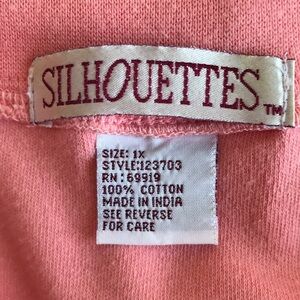 SILHOUETTES™
SIZE: 1X
STYLE:123703
RN: 69919
100% COTTON
MADE IN INDIA
SEE REVERSE
FOR CARE